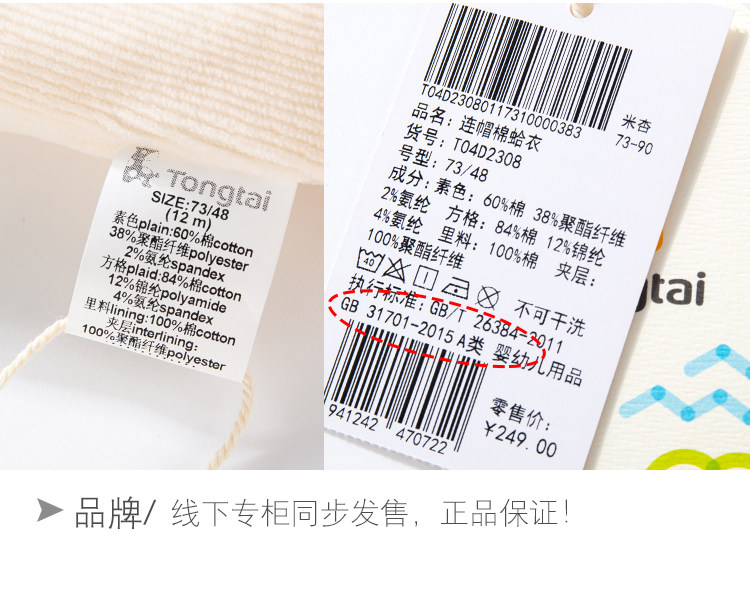 Tongtai
SIZE:73/48
(12 m)
素色plain:60%棉cotton
38%聚酯纤维polyester
2%氨纶spandex
方格plaid:84%棉cotton
12%锦纶polyamide
4%氨纶spandex
里料lining:100%棉cotton
夹层interlining:
100%聚酯纤维polyester
T04D23080117310000383
米杏
73-90
品名：连帽棉蛤衣
货号：T04D2308
号型：73/48
成分：素色：60%棉 38%聚酯纤维
2%氨纶 方格：84%棉 12%锦纶
4%氨纶 里料：100%棉 夹层：
100%聚酯纤维
40
不可干洗
执行标准：GB/T 26384-2011
GB 31701-2015 A类 婴幼儿用品
941242 470722
零售价：
¥249.00
gtai
品牌/ 线下专柜同步发售，正品保证！